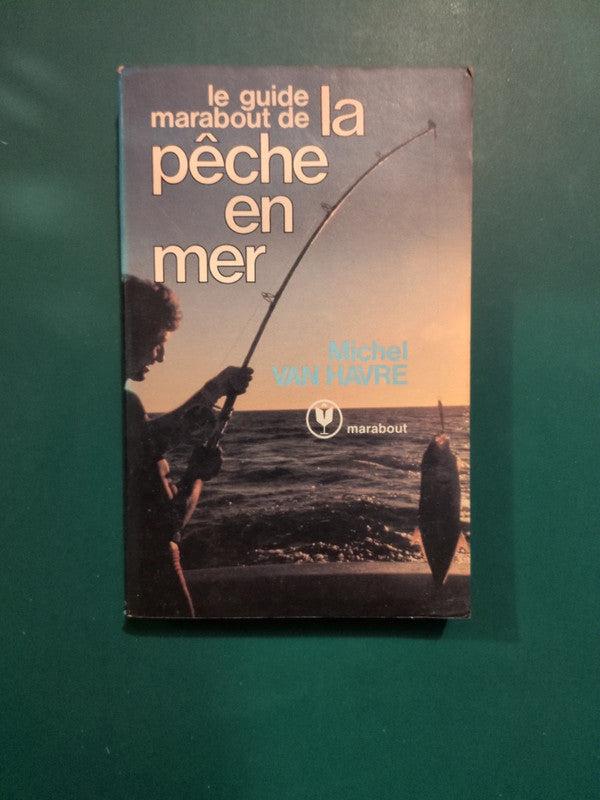 le guide
marabout de la
pêche
en
mer
Michel
VAN HAVRE
marabout